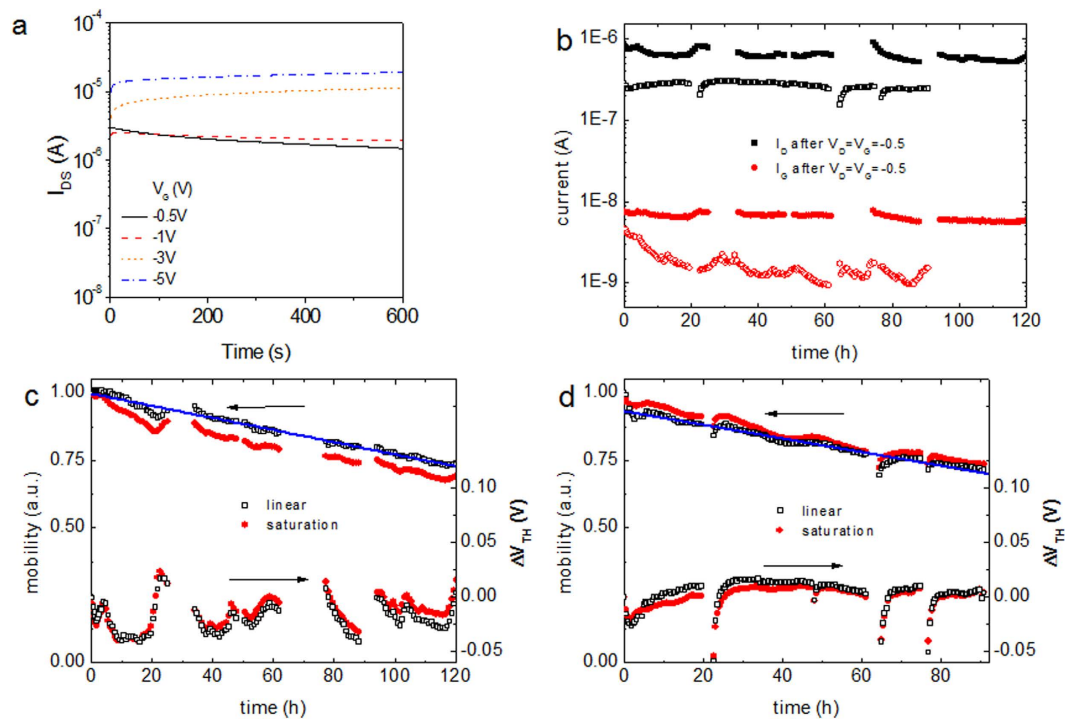 a
10⁻⁴
10⁻⁵
10⁻⁶
10⁻⁷
10⁻⁸
I_DS (A)
V_G (V)
-0.5V
-1V
-3V
-5V
0 200 400 600
Time (s)
b
1E-6
1E-7
1E-8
1E-9
current (A)
I_D after V_D=V_G=-0.5
I_G after V_D=V_G=-0.5
0 20 40 60 80 100 120
time (h)
c
1.00
0.75
0.50
0.25
0.00
mobility (a.u.)
linear
saturation
0.10
0.05
0.00
-0.05
ΔV_TH (V)
0 20 40 60 80 100 120
time (h)
d
1.00
0.75
0.50
0.25
0.00
mobility (a.u.)
linear
saturation
0.10
0.05
0.00
-0.05
ΔV_TH (V)
0 20 40 60 80
time (h)